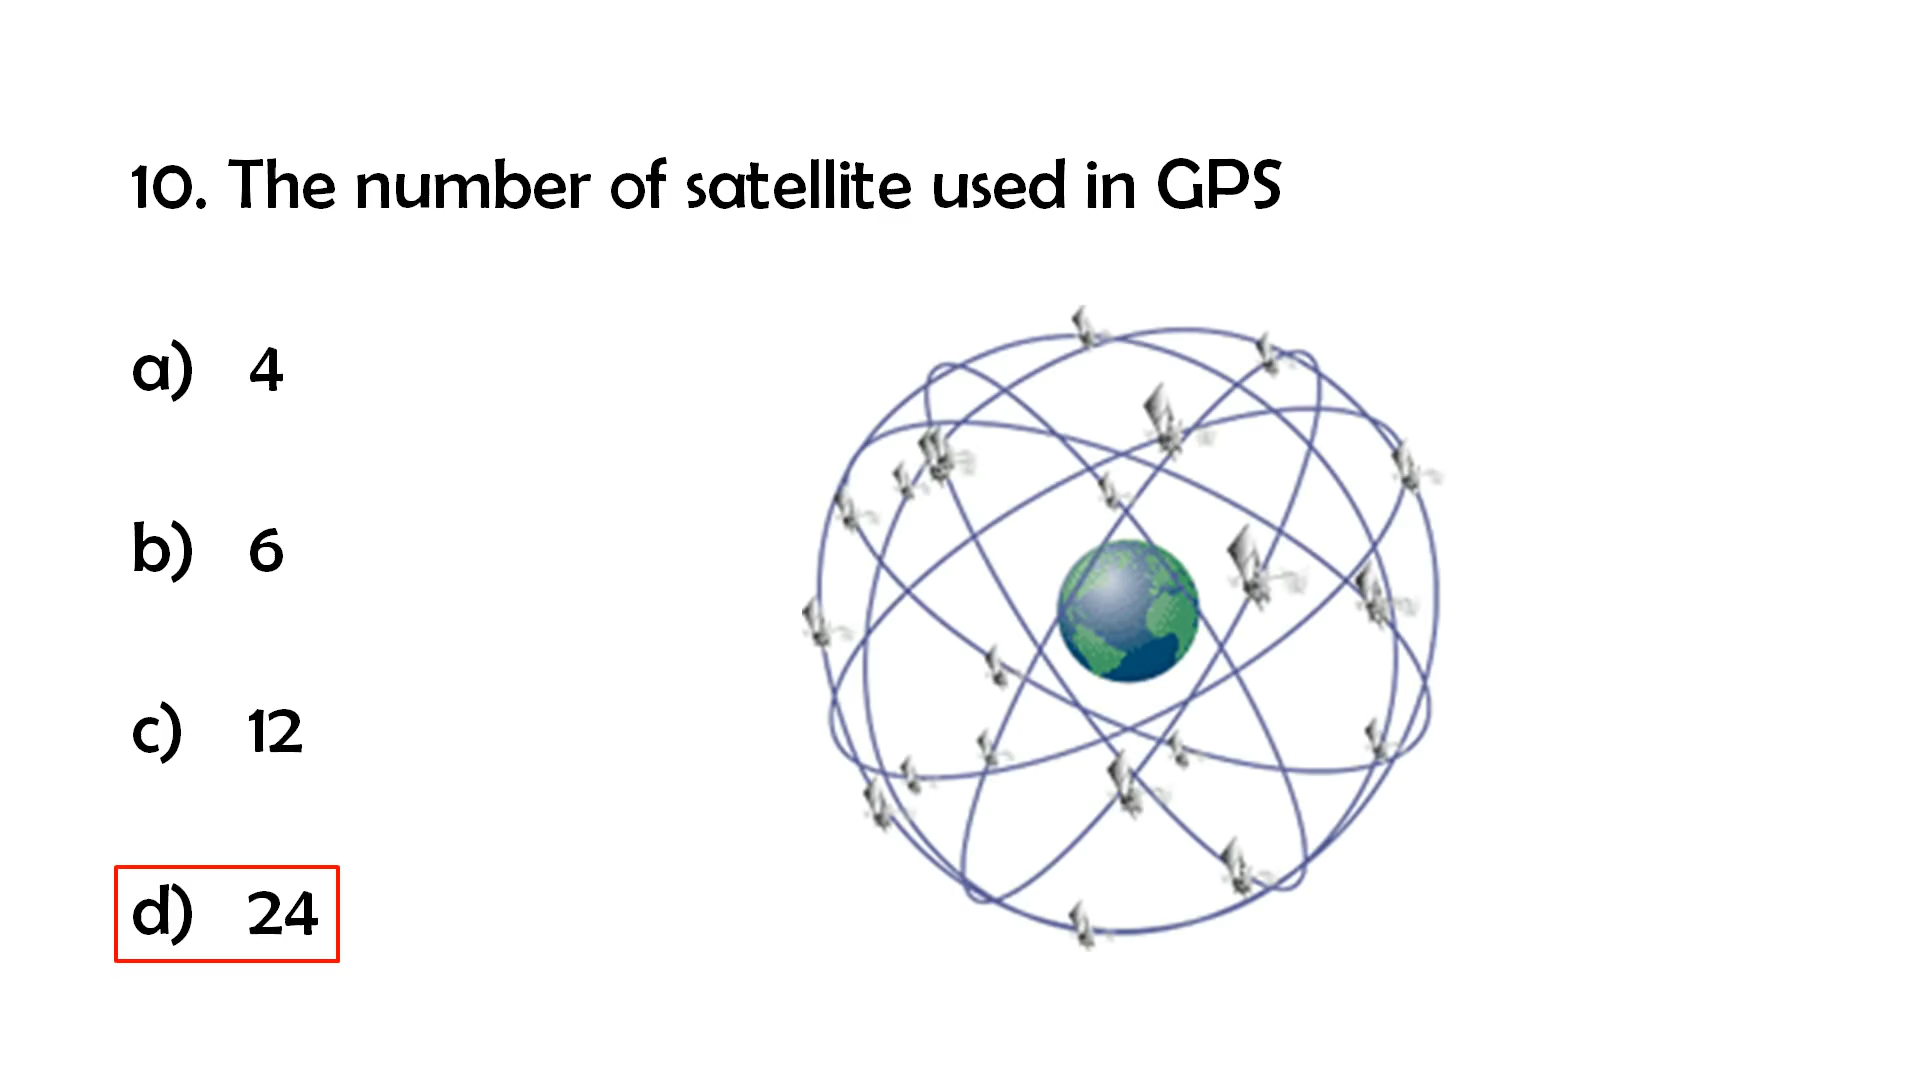 10. The number of satellite used in GPS
a) 4
b) 6
c) 12
d) 24